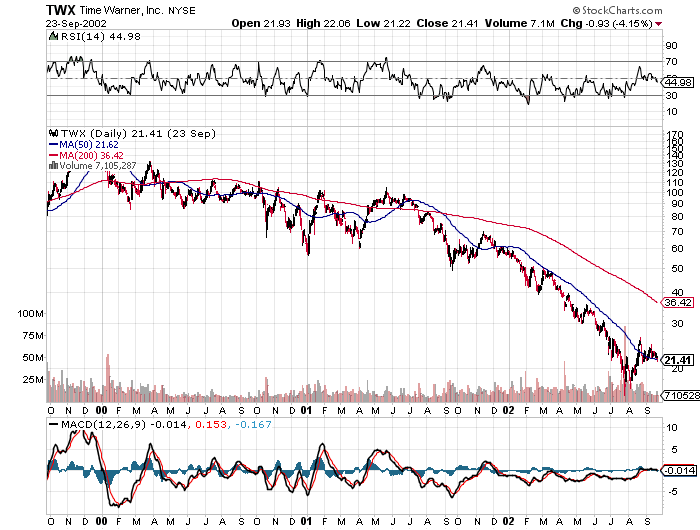 TWX Time Warner, Inc. NYSE
© StockCharts.com
23-Sep-2002
Open 21.93 High 22.06 Low 21.22 Close 21.41 Volume 7.1M Chg -0.93 (-4.15%)
RSI(14) 44.98
90
70
50
44.98
30
10
TWX (Daily) 21.41 (23 Sep)
MA(50) 21.62
MA(200) 36.42
Volume 7,105,287
170
160
150
140
130
120
110
100
90
80
70
60
50
40
36.42
30
21.41
20
7105287
100M
75M
50M
25M
O N D 00 F M A M J J A S O N D 01 F M A M J J A S O N D 02 F M A M J J A S
MACD(12,26,9) -0.014, 0.153, -0.167
10
5
-0.014
-5
O N D 00 F M A M J J A S O N D 01 F M A M J J A S O N D 02 F M A M J J A S